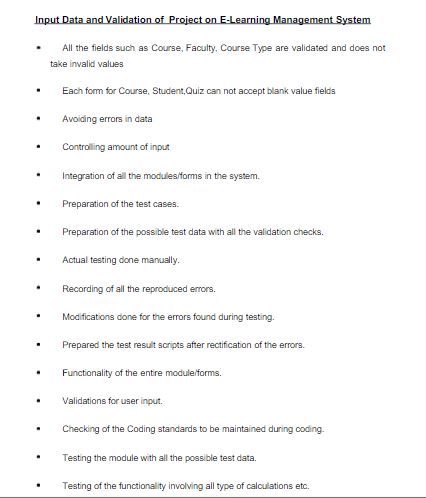 Input Data and Validation of Project on E-Learning Management System
• All the fields such as Course, Faculty, Course Type are validated and does not
take invalid values
• Each form for Course, Student,Quiz can not accept blank value fields
• Avoiding errors in data
• Controlling amount of input
• Integration of all the modules/forms in the system.
• Preparation of the test cases.
• Preparation of the possible test data with all the validation checks.
• Actual testing done manually.
• Recording of all the reproduced errors.
• Modifications done for the errors found during testing.
• Prepared the test result scripts after rectification of the errors.
• Functionality of the entire module/forms.
• Validations for user input.
• Checking of the Coding standards to be maintained during coding.
• Testing the module with all the possible test data.
• Testing of the functionality involving all type of calculations etc.